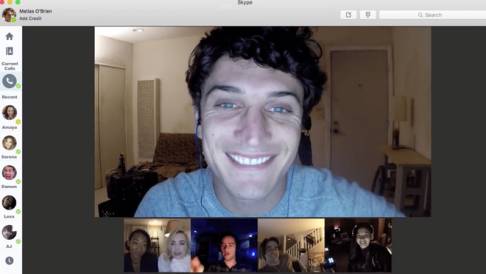 Skype
Matias O'Brien
Add Credit
Search
Current
Calls
Recent
Amaya
Serena
Damon
Lexx
AJ